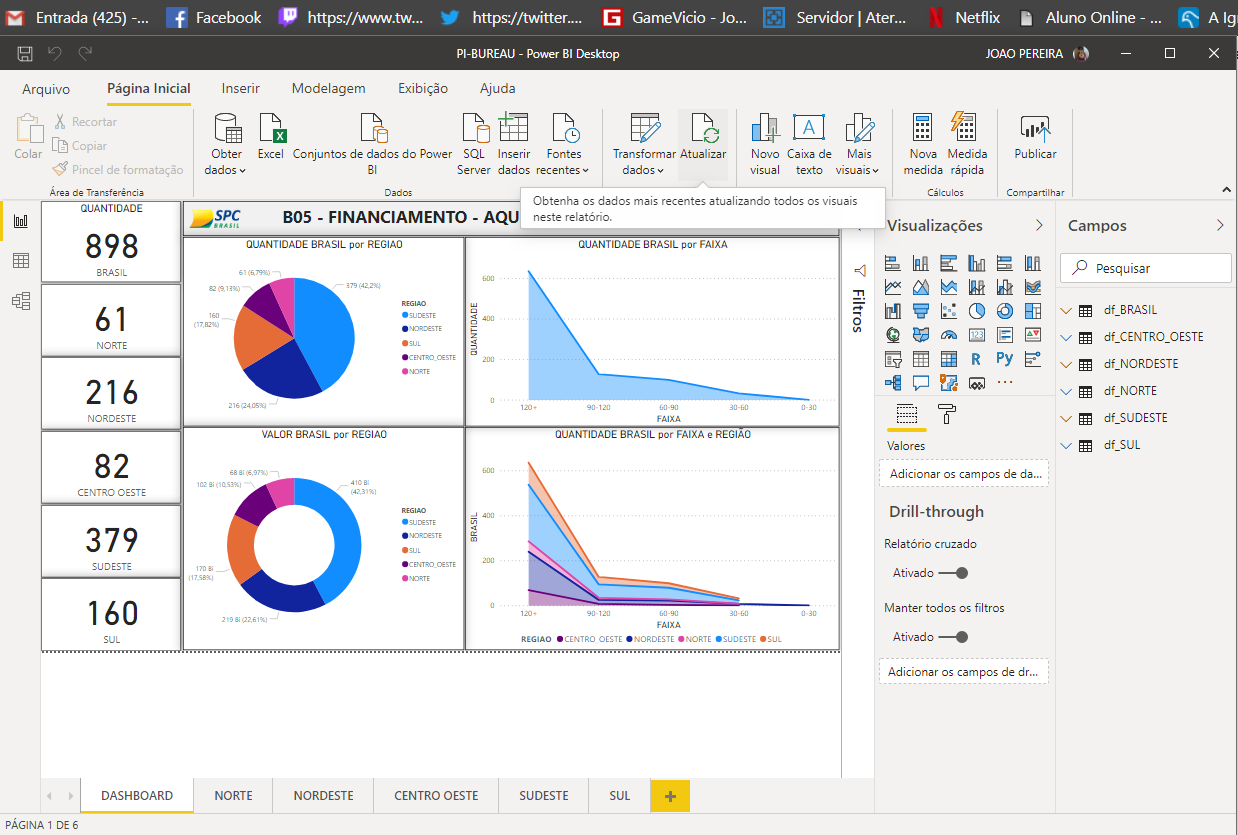 Entrada (425) -...
Facebook
https://www.tw...
https://twitter....
GameVicio - Jo...
Servidor | Ater...
Netflix
Aluno Online - ...
A Ig
PI-BUREAU - Power BI Desktop
JOAO PEREIRA
Arquivo
Página Inicial
Inserir
Modelagem
Exibição
Ajuda
Colar
Recortar
Copiar
Pincel de formatação
Área de Transferência
Obter
dados
Excel
Conjuntos de dados do Power
BI
SQL
Server
Inserir
dados
Fontes
recentes
Dados
Transformar
dados
Atualizar
Novo
visual
Caixa de
texto
Mais
visuais
Nova
medida
Medida
rápida
Cálculos
Publicar
Compartilhar
Obtenha os dados mais recentes atualizando todos os visuais
neste relatório.
QUANTIDADE
898
BRASIL
61
NORTE
216
NORDESTE
82
CENTRO OESTE
379
SUDESTE
160
SUL
SPC
BRASIL
B05 - FINANCIAMENTO - AQU
QUANTIDADE BRASIL por REGIAO
61 (6,79%)
82 (9,13%)
160
(17,82%)
216 (24,05%)
379 (42,2%)
REGIAO
SUDESTE
NORDESTE
SUL
CENTRO_OESTE
NORTE
QUANTIDADE BRASIL por FAIXA
QUANTIDADE
600
400
200
0
120+
90-120
60-90
30-60
0-30
FAIXA
VALOR BRASIL por REGIAO
68 Bi (6,97%)
102 Bi (10,53%)
170 Bi
(17,58%)
219 Bi (22,61%)
410 Bi
(42,31%)
REGIAO
SUDESTE
NORDESTE
SUL
CENTRO_OESTE
NORTE
QUANTIDADE BRASIL por FAIXA e REGIÃO
BRASIL
600
400
200
0
120+
90-120
60-90
30-60
0-30
FAIXA
REGIAO CENTRO_OESTE NORDESTE NORTE SUDESTE SUL
Filtros
Visualizações
123
R
Py
Valores
Adicionar os campos de da...
Drill-through
Relatório cruzado
Ativado
Manter todos os filtros
Ativado
Adicionar os campos de dr...
Campos
Pesquisar
df_BRASIL
df_CENTRO_OESTE
df_NORDESTE
df_NORTE
df_SUDESTE
df_SUL
DASHBOARD
NORTE
NORDESTE
CENTRO OESTE
SUDESTE
SUL
+
PÁGINA 1 DE 6